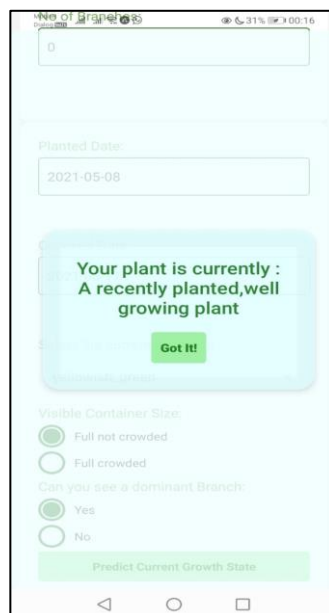 No of Branches:
Dialog
31% 00:16
0
Planted Date:
2021-05-08
Your plant is currently :
A recently planted,well
growing plant
Got It!
Visible Container Size:
Full not crowded
Full crowded
Can you see a dominant Branch:
Yes
No
Predict Current Growth State